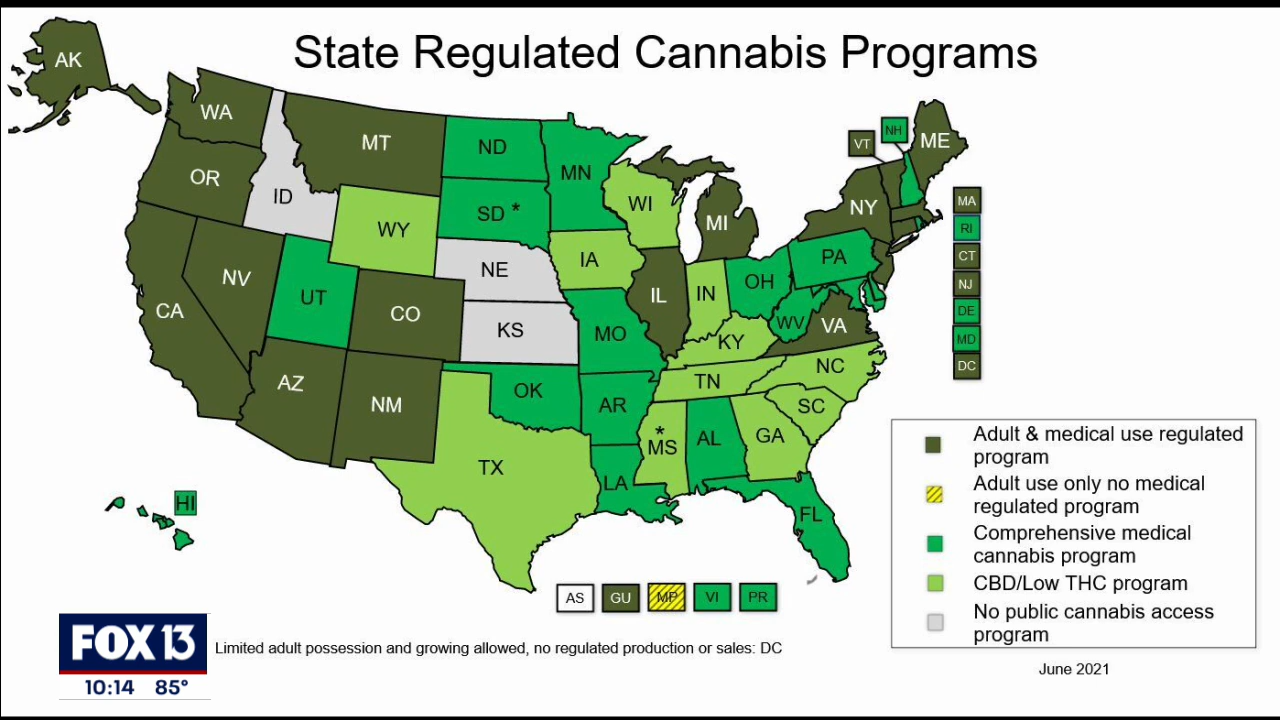 State Regulated Cannabis Programs
AK
WA
MT
ND
MN
VT
NH
ME
OR
ID
WY
SD *
WI
MI
NY
MA
RI
CT
NJ
DE
MD
DC
NV
UT
NE
IA
IL
IN
OH
PA
CA
CO
KS
MO
WV
VA
KY
AZ
NM
OK
AR
TN
NC
SC
TX
LA
*
MS
AL
GA
FL
HI
AS
GU
MP
VI
PR
Adult & medical use regulated
program
Adult use only no medical
regulated program
Comprehensive medical
cannabis program
CBD/Low THC program
No public cannabis access
program
FOX 13
10:14 85°
Limited adult possession and growing allowed, no regulated production or sales: DC
June 2021